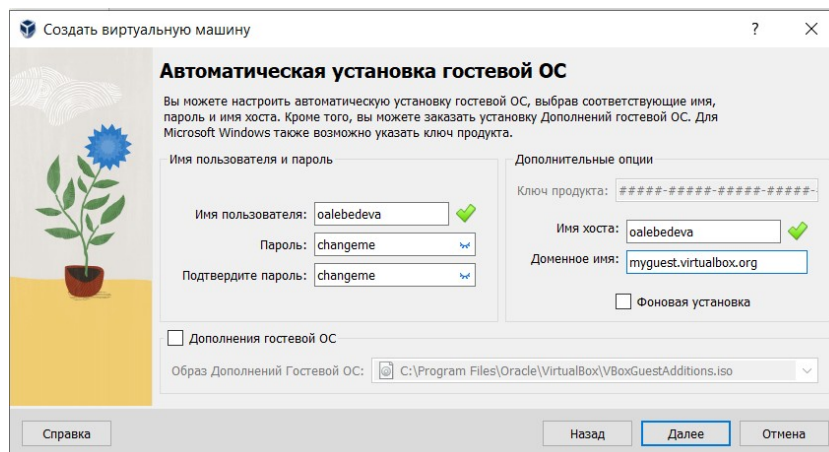 Создать виртуальную машину
?
Автоматическая установка гостевой ОС
Вы можете настроить автоматическую установку гостевой ОС, выбрав соответствующие имя,
пароль и имя хоста. Кроме того, вы можете заказать установку Дополнений гостевой ОС. Для
Microsoft Windows также возможно указать ключ продукта.
Имя пользователя и пароль
Имя пользователя: oalebedeva
Пароль: changeme
Подтвердите пароль: changeme
Дополнительные опции
Ключ продукта: #####-#####-#####-#####-
Имя хоста: oalebedeva
Доменное имя: myguest.virtualbox.org
Фоновая установка
Дополнения гостевой ОС
Образ Дополнений Гостевой ОС: C:\Program Files\Oracle\VirtualBox\VBoxGuestAdditions.iso
Справка Назад Далее Отмена